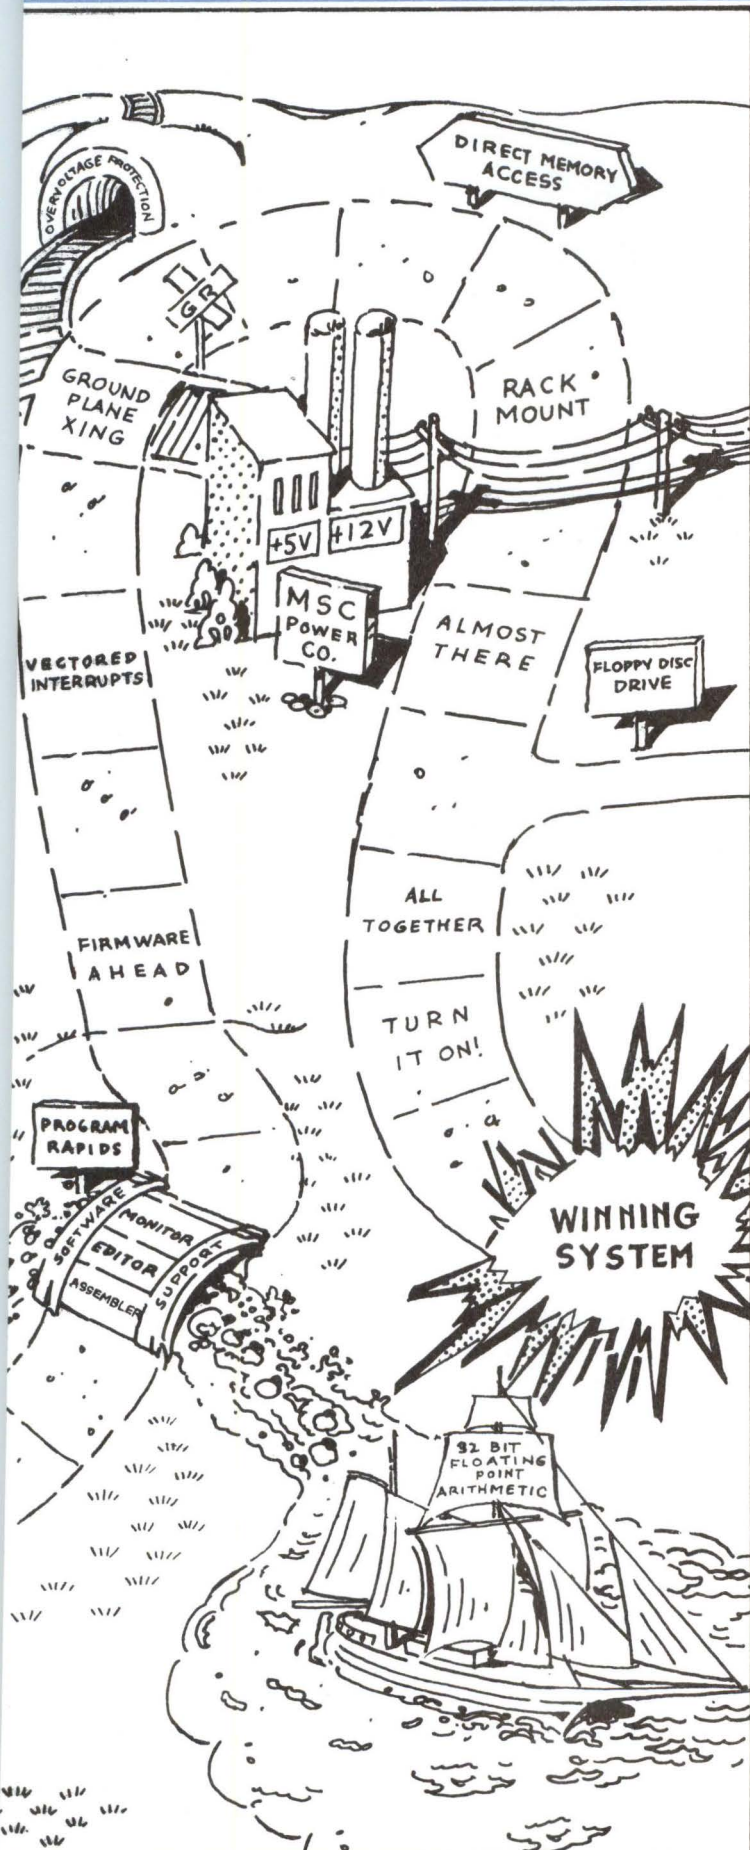 DIRECT MEMORY
ACCESS
OVERVOLTAGE PROTECTION
GR
GROUND
PLANE
XING
RACK
MOUNT
+5V
+12V
MSC
POWER
CO.
ALMOST
THERE
FLOPPY DISC
DRIVE
VECTORED
INTERRUPTS
ALL
TOGETHER
FIRMWARE
AHEAD
TURN
IT ON!
PROGRAM
RAPIDS
SOFTWARE
MONITOR
EDITOR
ASSEMBLER
SUPPORT
WINNING
SYSTEM
32 BIT
FLOATING
POINT
ARITHMETIC